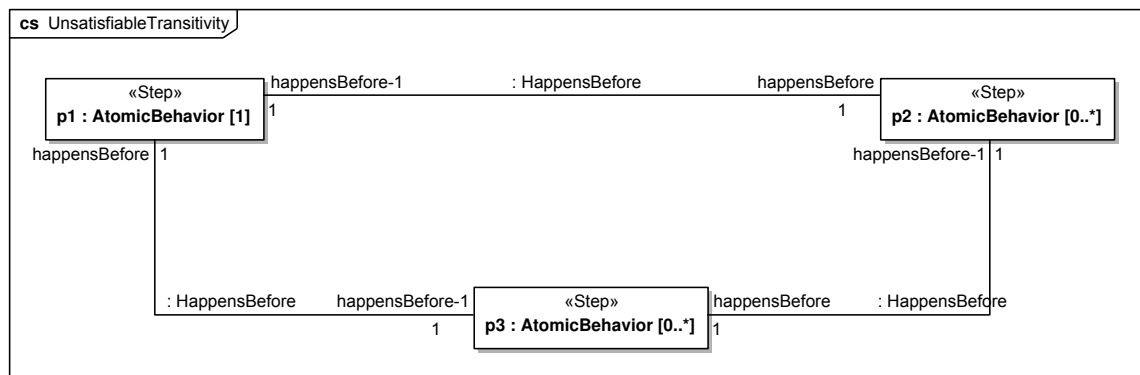 cs UnsatisfiableTransitivity
happensBefore-1 : HappensBefore happensBefore
«Step»
p1 : AtomicBehavior [1]
1 1
«Step»
p2 : AtomicBehavior [0..*]
happensBefore 1
happensBefore-1 1
: HappensBefore happensBefore-1
1
«Step»
p3 : AtomicBehavior [0..*]
happensBefore : HappensBefore
1